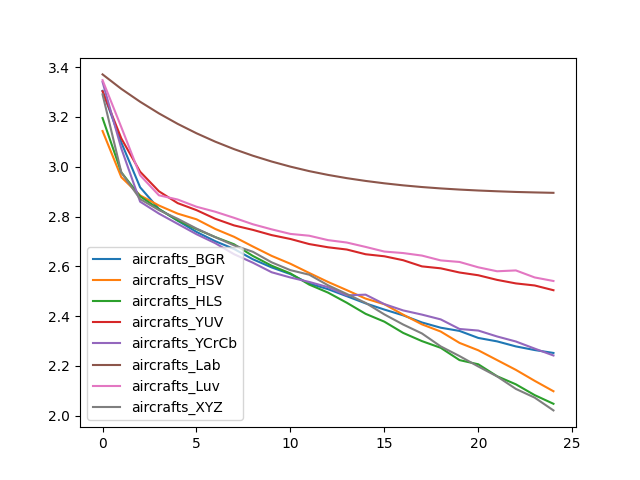 3.4
3.2
3.0
2.8
2.6
2.4
2.2
2.0
aircrafts_BGR
aircrafts_HSV
aircrafts_HLS
aircrafts_YUV
aircrafts_YCrCb
aircrafts_Lab
aircrafts_Luv
aircrafts_XYZ
0 5 10 15 20 25